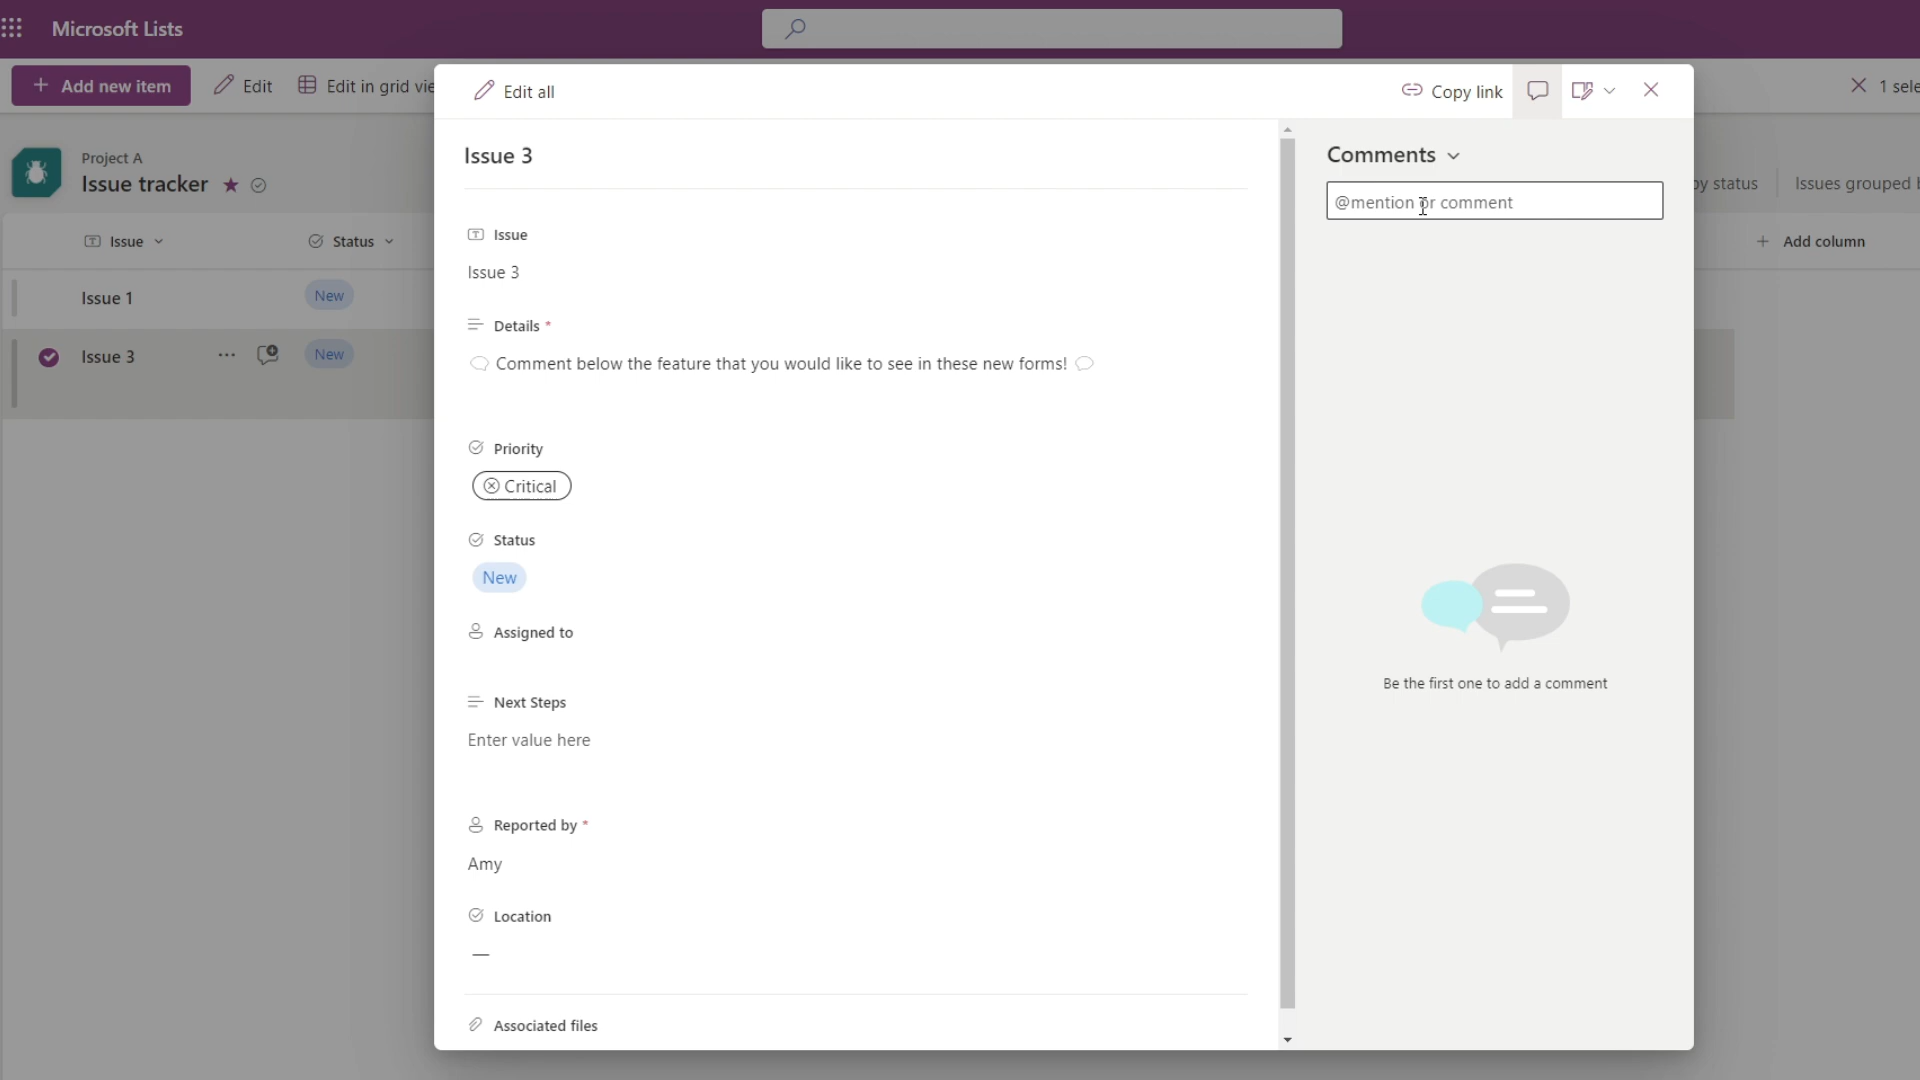 Microsoft Lists
Add new item
Edit
Edit in grid vie
1 sele
Edit all
Copy link
Project A
Issue tracker
by status
Issues grouped b
Issue
Status
Add column
Issue 1
New
Issue 3
New
Issue 3
Issue
Issue 3
Details *
Comment below the feature that you would like to see in these new forms!
Priority
Critical
Status
New
Assigned to
Next Steps
Enter value here
Reported by *
Amy
Location
—
Associated files
Comments
@mention or comment
Be the first one to add a comment